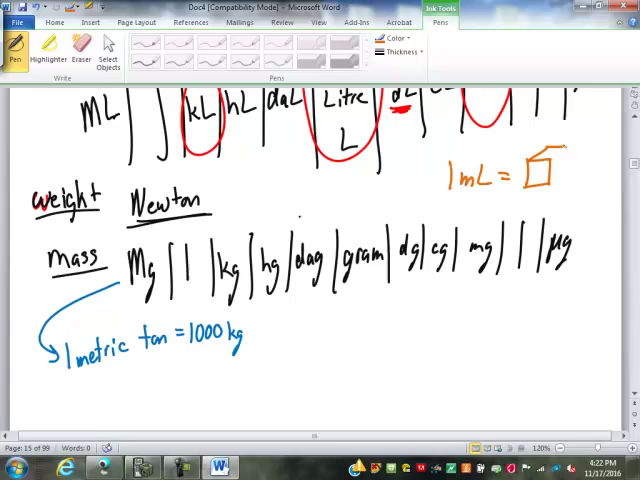 Doc4 [Compatibility Mode] - Microsoft Word
Ink Tools
File Home Insert Page Layout References Mailings Review View Acrobat Pens
Pen Highlighter Eraser Select Objects
Color
Thickness
Write Pens
ML | | kL | hL | daL | Litre L | dL
1 mL =
weight Newton
mass Mg | | | kg | hg | dag | gram | dg | cg | mg | | | µg
1 metric ton = 1000 kg
Page: 15 of 99 Words: 0 120%
4:22 PM
11/17/2016